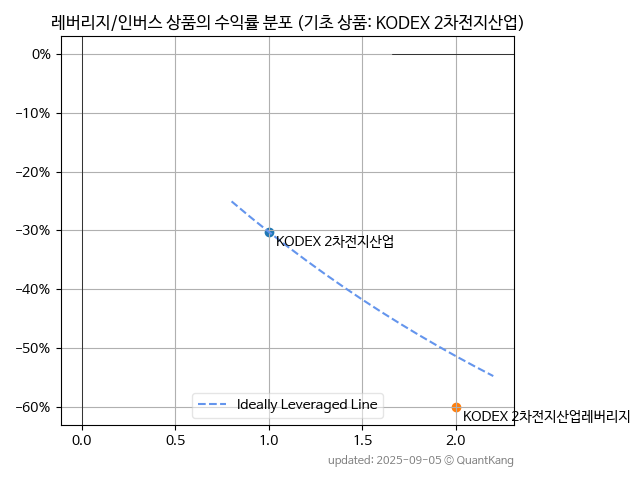 레버리지/인버스 상품의 수익률 분포 (기초 상품: KODEX 2차전지산업)
0%
-10%
-20%
-30%
KODEX 2차전지산업
-40%
-50%
-60%
Ideally Leveraged Line
KODEX 2차전지산업레버리지
0.0 0.5 1.0 1.5 2.0
updated: 2025-09-05 © QuantKang